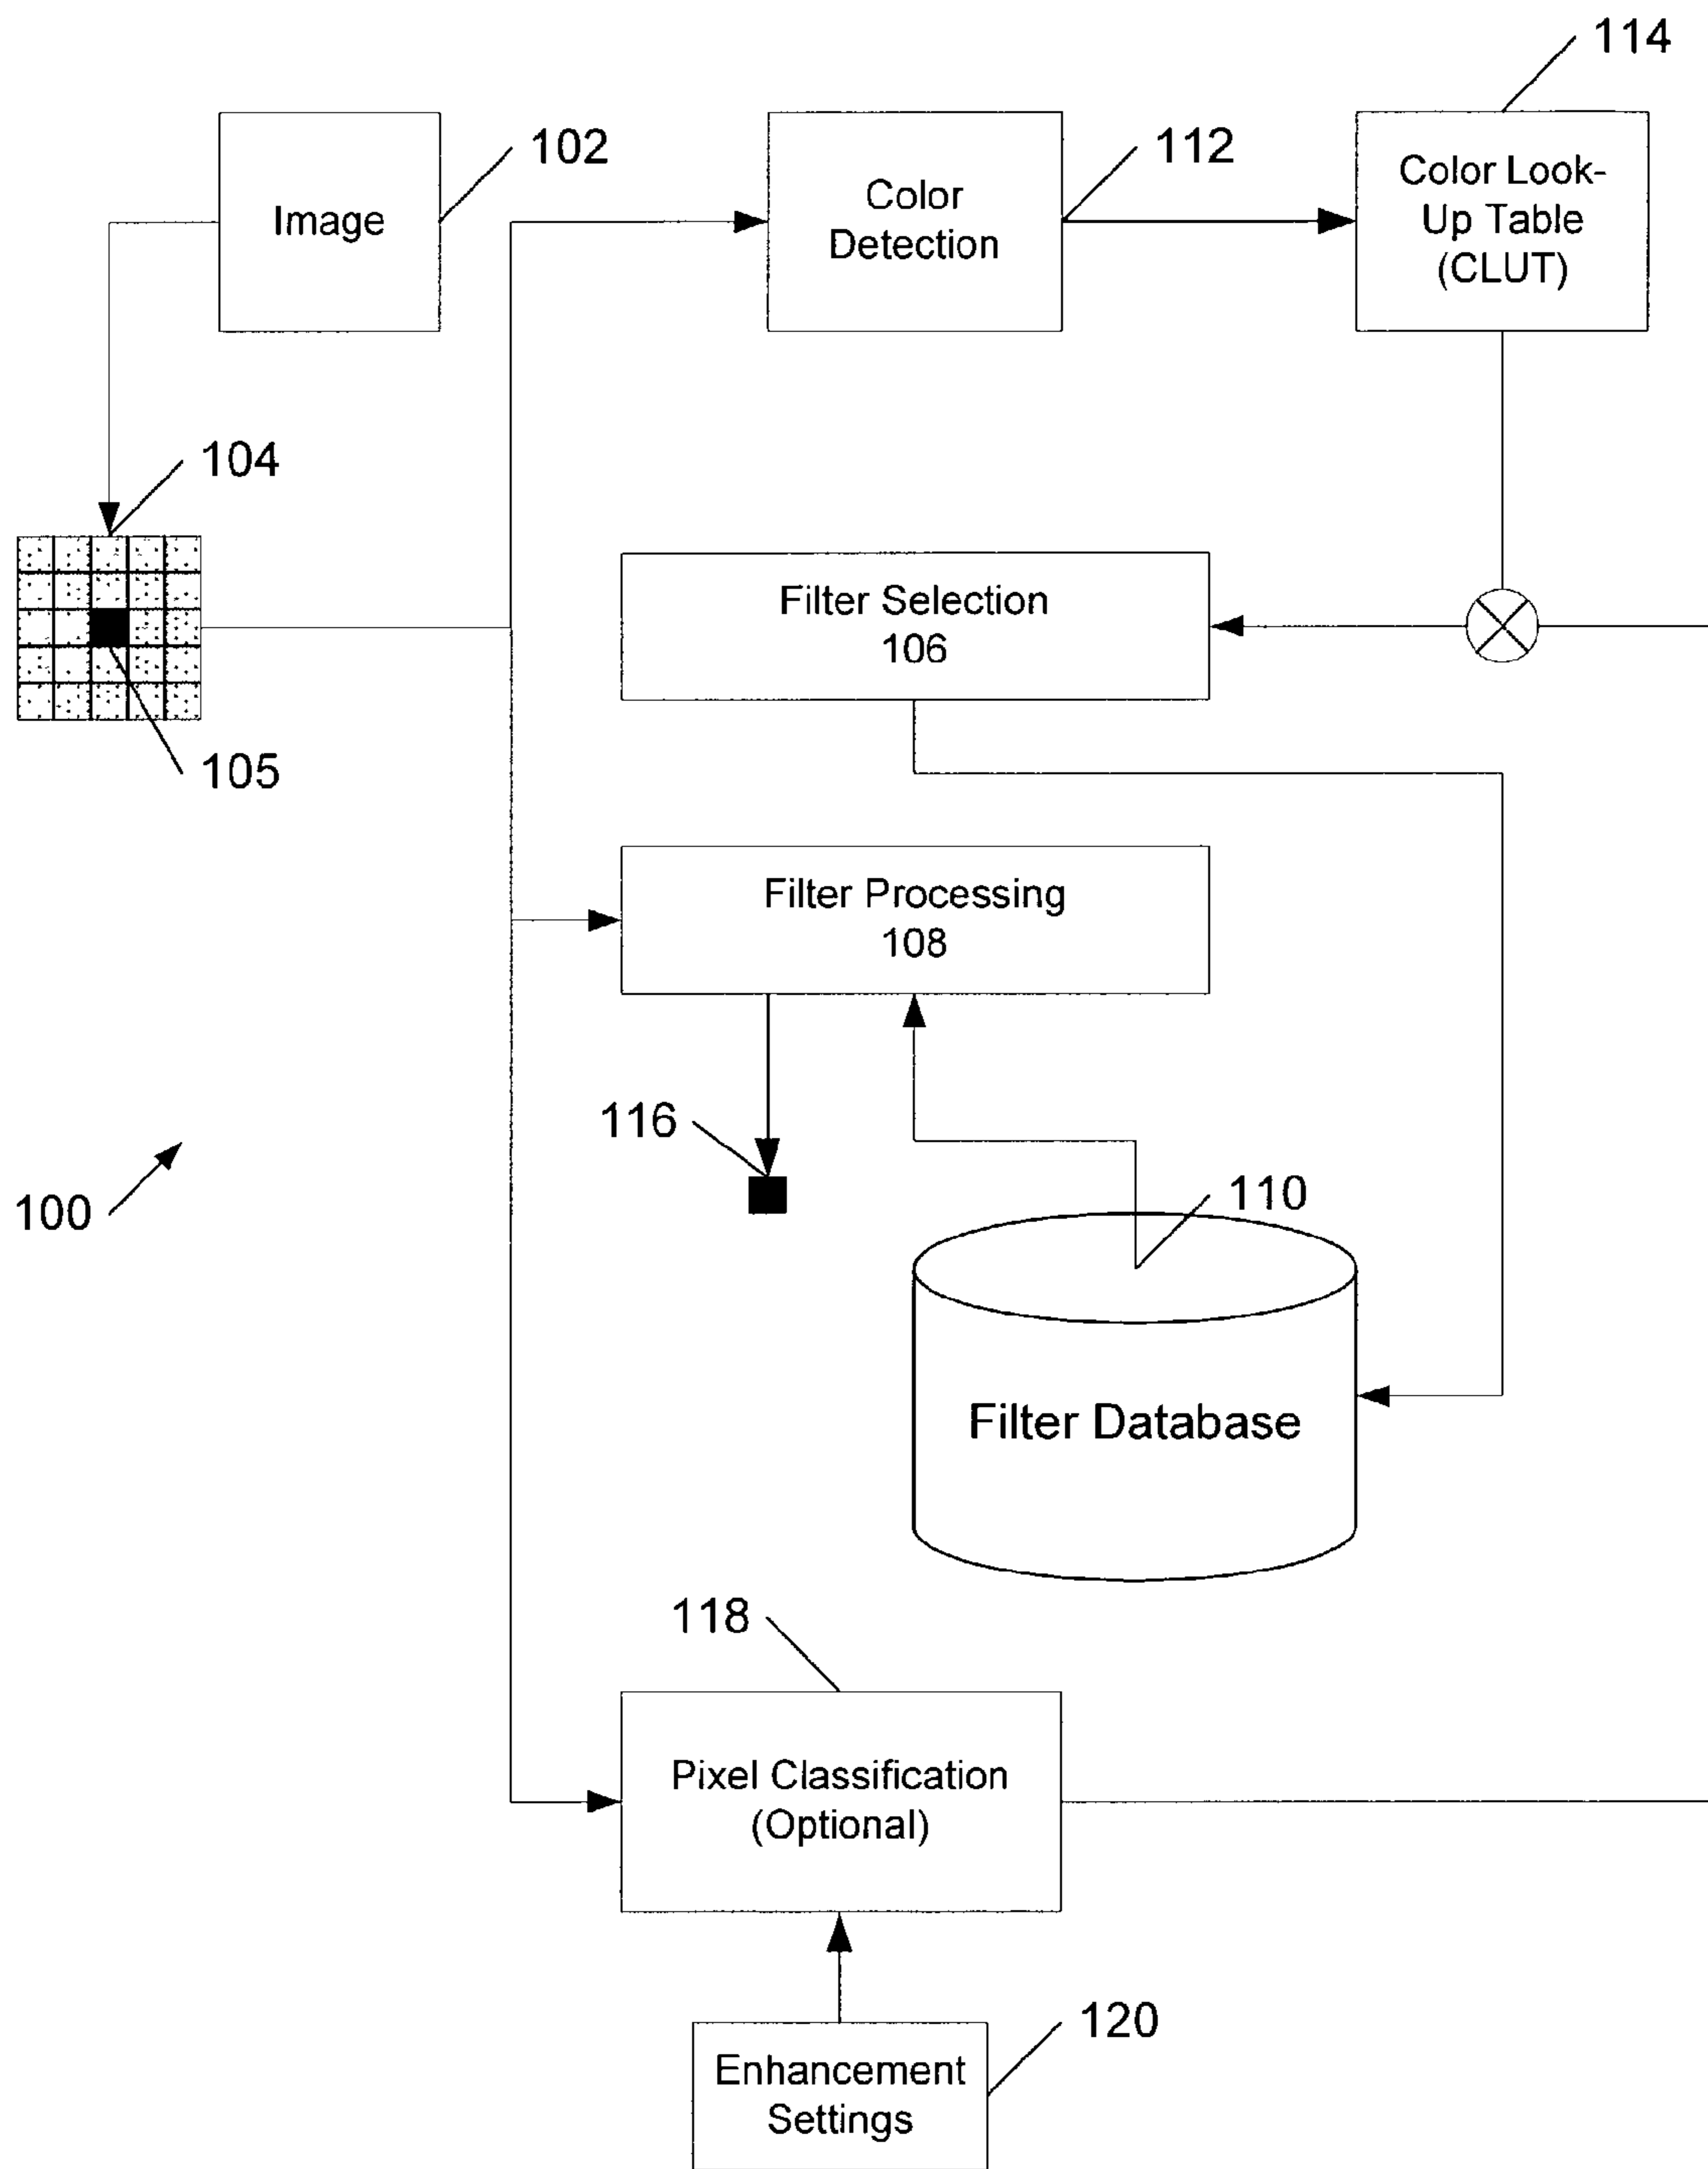 114
102
112
Image
Color
Detection
Color Look-
Up Table
(CLUT)
104
Filter Selection
106
105
Filter Processing
108
116
110
100
Filter Database
118
Pixel Classification
(Optional)
120
Enhancement
Settings